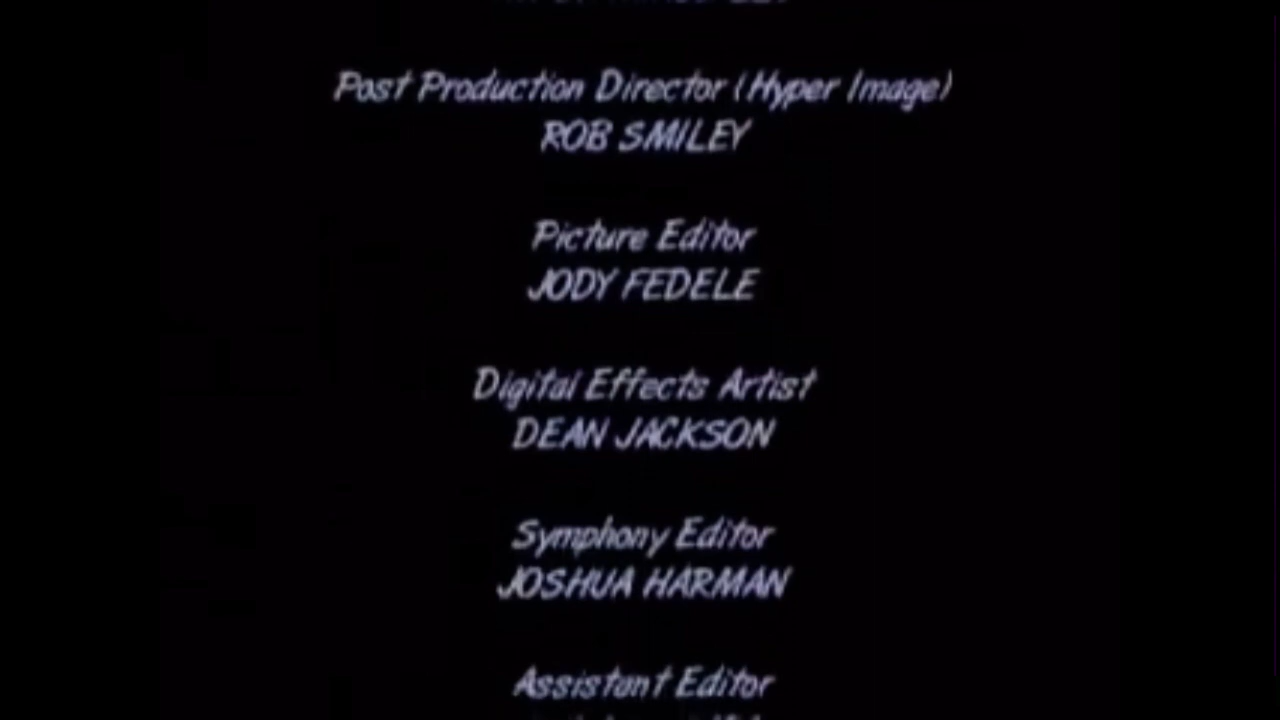 Post Production Director (Hyper Image)
ROB SMILEY
Picture Editor
JODY FEDELE
Digital Effects Artist
DEAN JACKSON
Symphony Editor
JOSHUA HARMAN
Assistant Editor